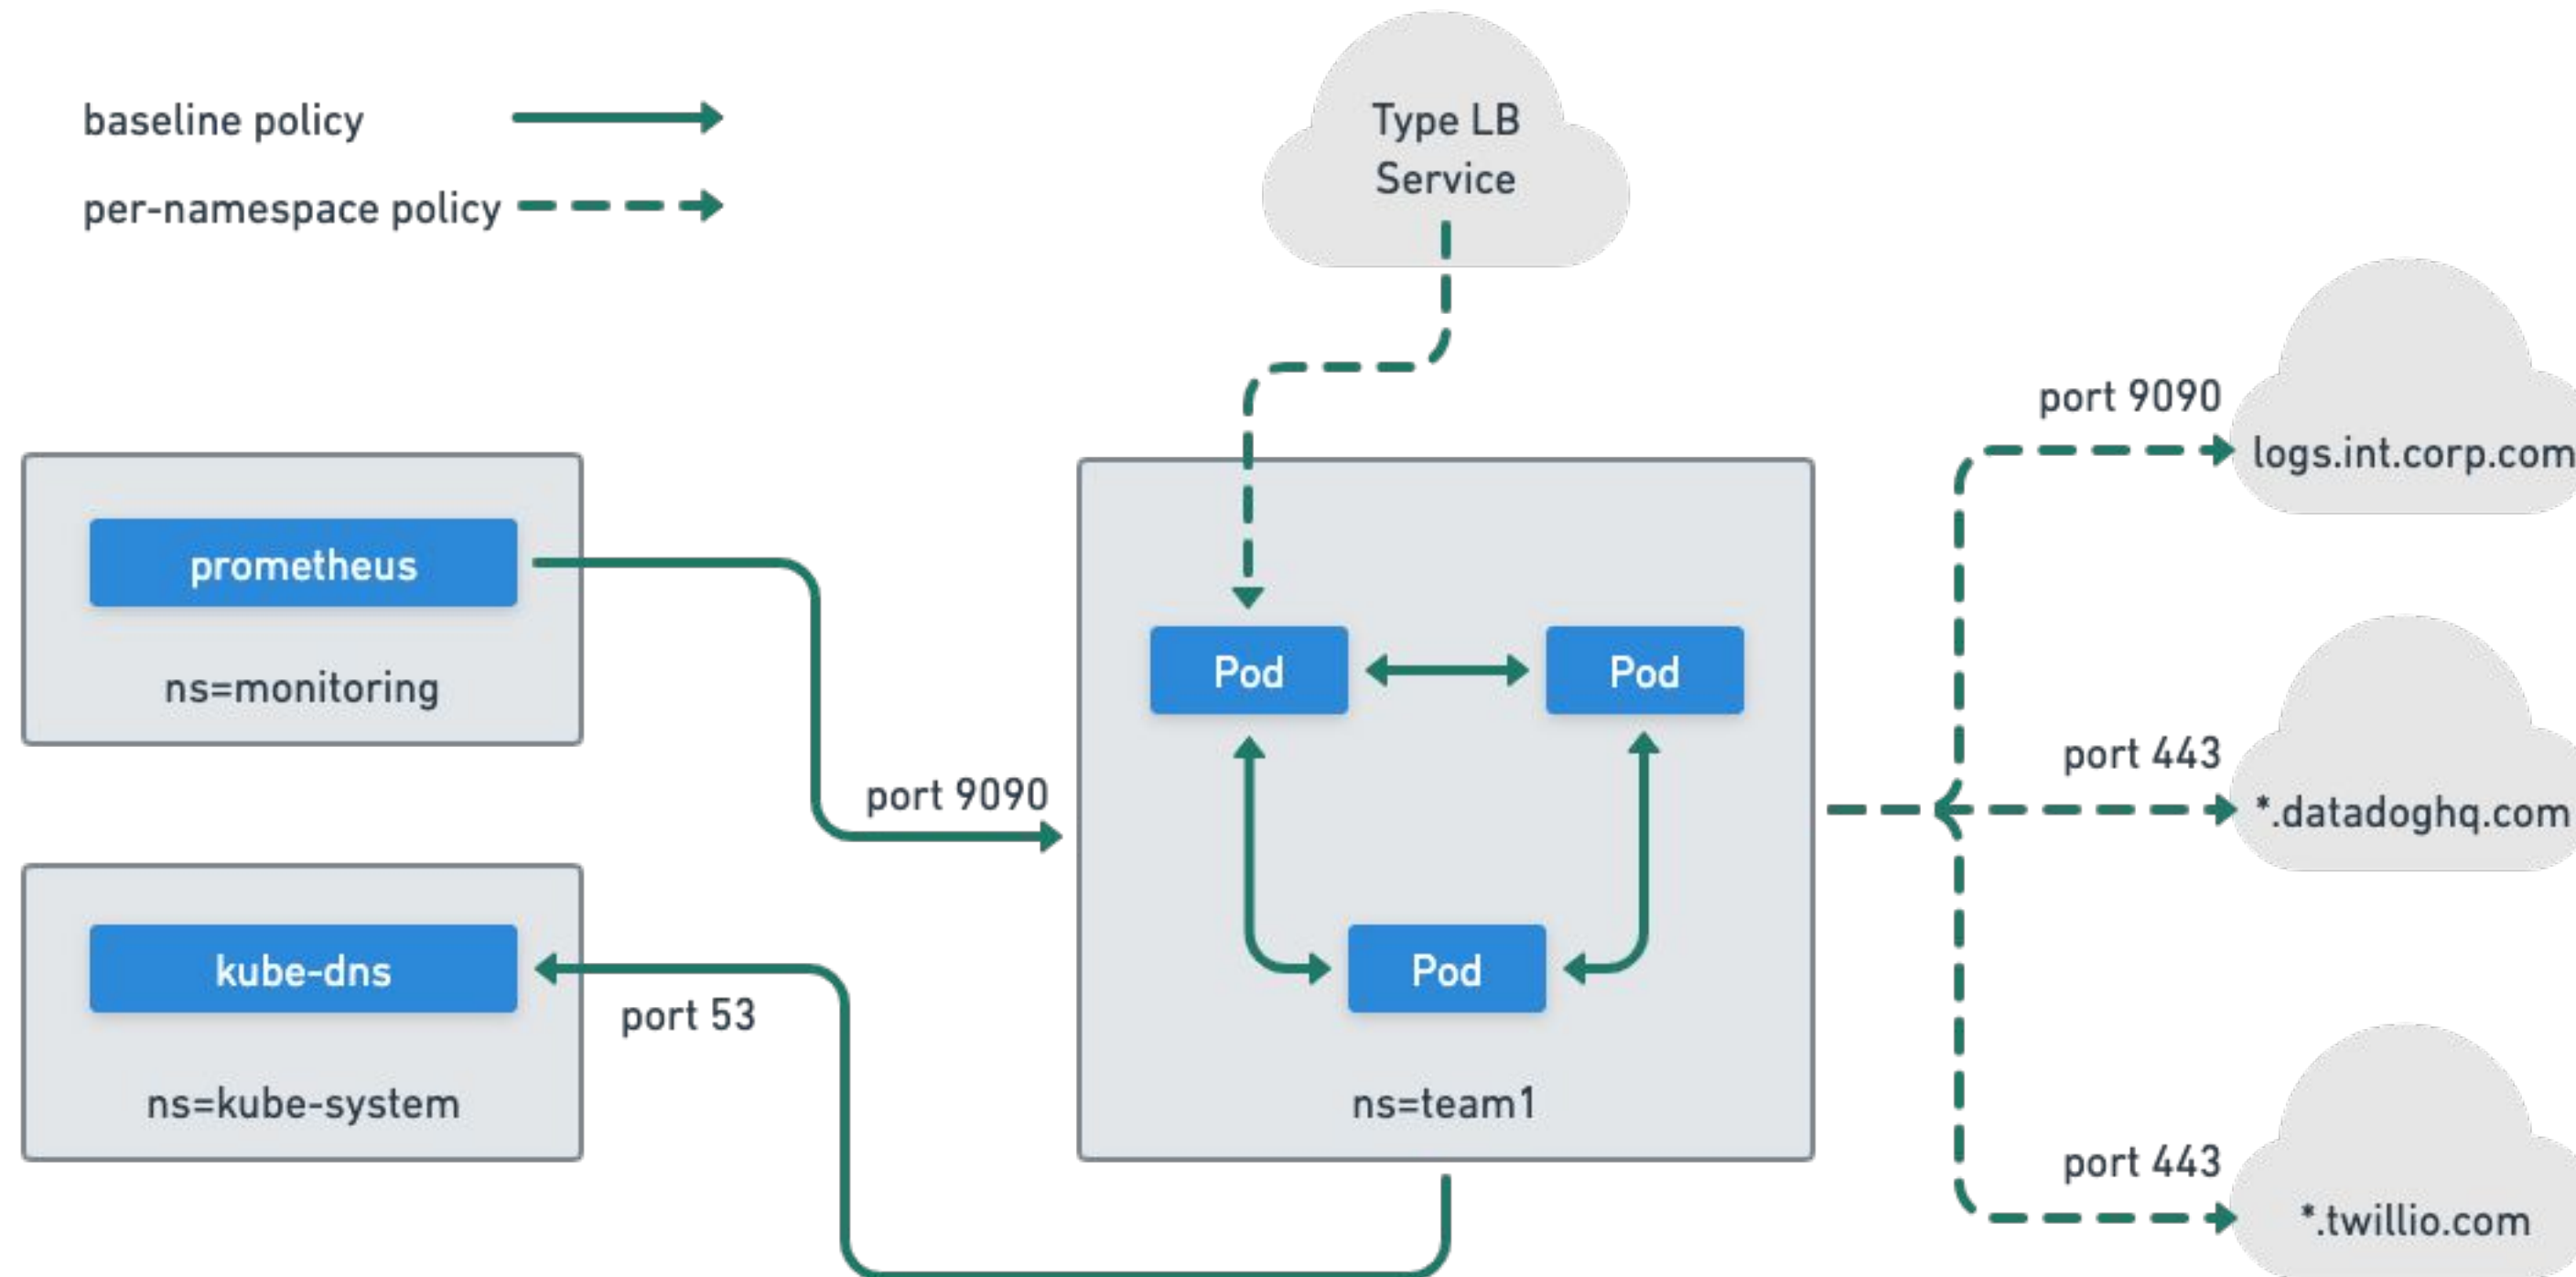 baseline policy
per-namespace policy
Type LB
Service
port 9090
logs.int.corp.com
prometheus
ns=monitoring
Pod
Pod
port 443
*.datadoghq.com
port 9090
kube-dns
port 53
Pod
ns=kube-system
ns=team1
port 443
*.twillio.com